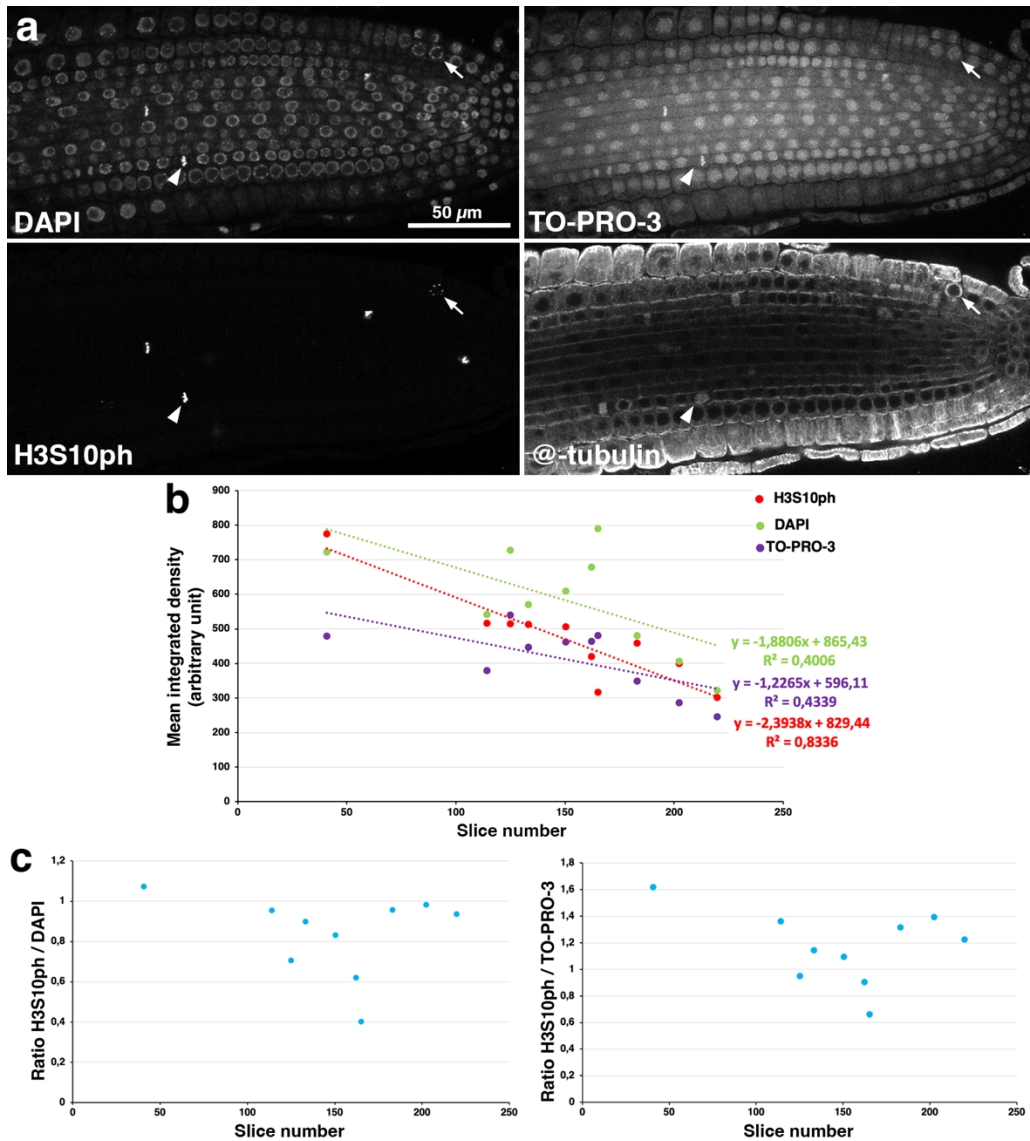 a
DAPI
50 µm
TO-PRO-3
H3S10ph
@-tubulin
b
Mean integrated density
(arbitrary unit)
900
800
700
600
500
400
300
200
100
0
0 50 100 150 200 250
Slice number
H3S10ph
DAPI
TO-PRO-3
y = -1,8806x + 865,43
R² = 0,4006
y = -1,2265x + 596,11
R² = 0,4339
y = -2,3938x + 829,44
R² = 0,8336
c
Ratio H3S10ph / DAPI
1,2
1
0,8
0,6
0,4
0,2
0
0 50 100 150 200 250
Slice number
Ratio H3S10ph / TO-PRO-3
1,8
1,6
1,4
1,2
1
0,8
0,6
0,4
0,2
0
0 50 100 150 200 250
Slice number